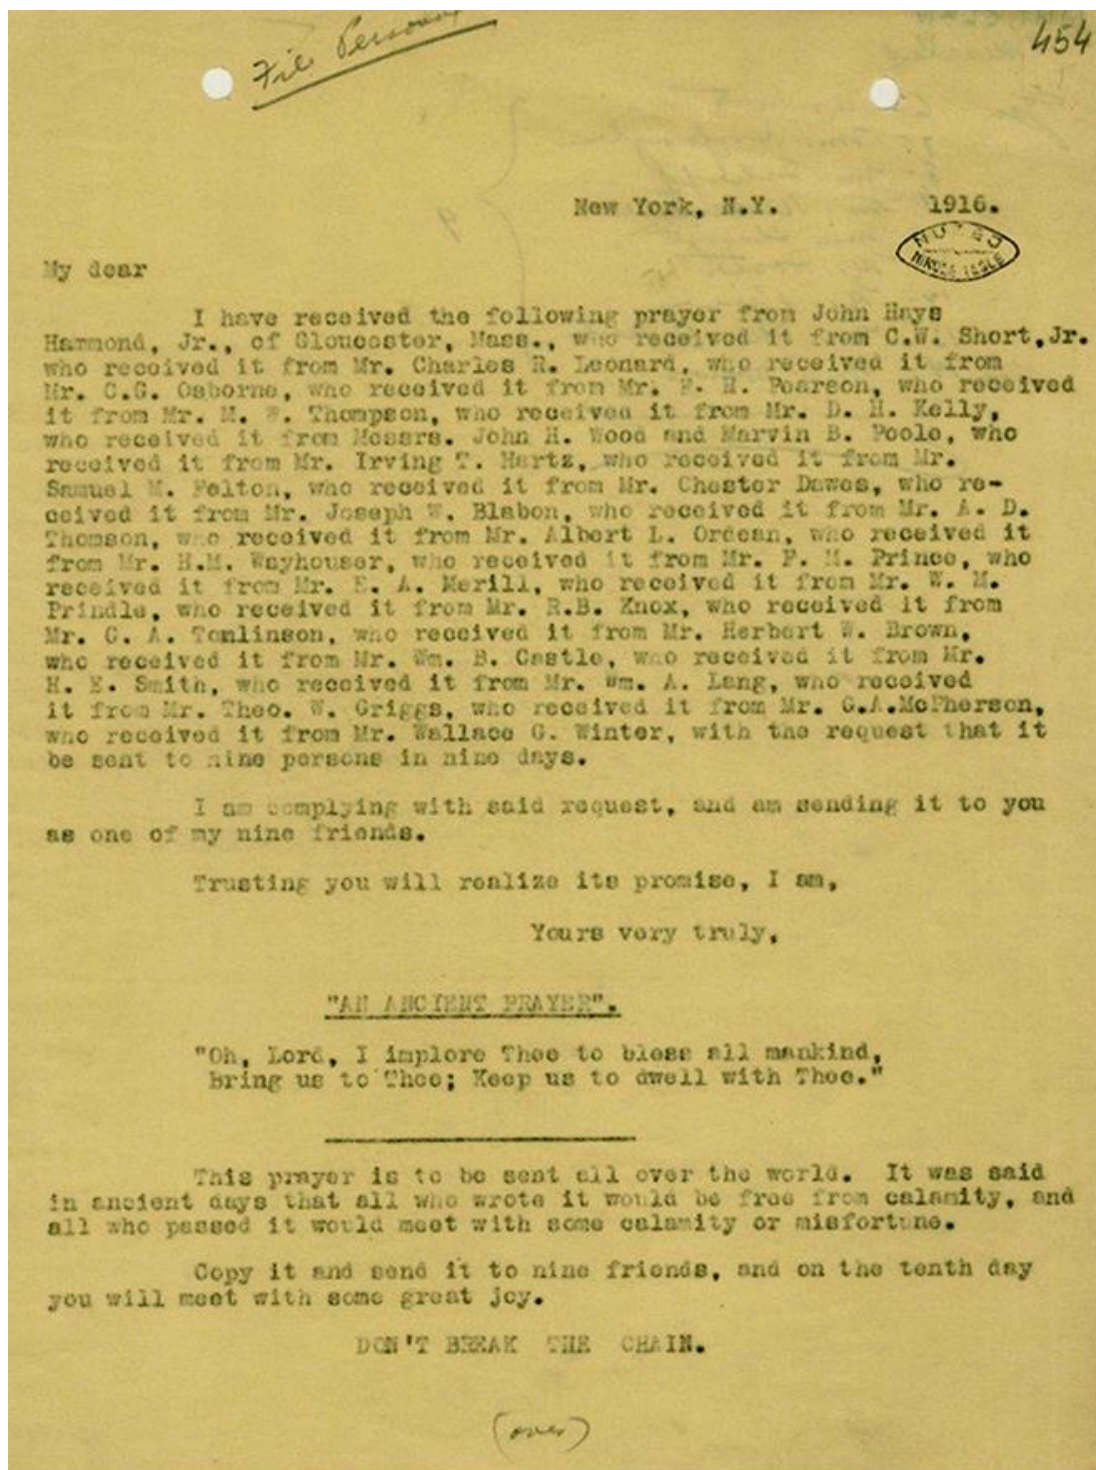 File Personal
454
New York, N.Y. 1916.
NIKOLE TESLE
My dear
I have received the following prayer from John Hays
Hammond, Jr., of Gloucester, Mass., who received it from C.W. Short, Jr.
who received it from Mr. Charles R. Leonard, who received it from
Mr. C.G. Osborne, who received it from Mr. H. Pearson, who received
it from Mr. M. Thompson, who received it from Mr. D. H. Kelly,
who received it from Messrs. John H. Wood and Marvin B. Poole, who
received it from Mr. Irving T. Hartz, who received it from Mr.
Samuel M. Felton, who received it from Mr. Chester Dawes, who re-
ceived it from Mr. Joseph W. Blabon, who received it from Mr. A. D.
Thomson, who received it from Mr. Albert L. Ordean, who received it
from Mr. H.M. Wayhouser, who received it from Mr. F. M. Prince, who
received it from Mr. E. A. Merill, who received it from Mr. W. M.
Prindle, who received it from Mr. R.B. Knox, who received it from
Mr. G. A. Tomlinson, who received it from Mr. Herbert W. Brown,
who received it from Mr. Wm. B. Castle, who received it from Mr.
H. E. Smith, who received it from Mr. Wm. A. Lang, who received
it from Mr. Theo. W. Griggs, who received it from Mr. G.A.McPherson,
who received it from Mr. Wallace G. Winter, with the request that it
be sent to nine persons in nine days.
I am complying with said request, and am sending it to you
as one of my nine friends.
Trusting you will realize its promise, I am,
Yours very truly,
"AN ANCIENT PRAYER".
"Oh, Lord, I implore Thee to bless all mankind,
Bring us to Thee; Keep us to dwell with Thee."
This prayer is to be sent all over the world. It was said
in ancient days that all who wrote it would be free from calamity, and
all who passed it would meet with some calamity or misfortune.
Copy it and send it to nine friends, and on the tenth day
you will meet with some great joy.
DON'T BREAK THE CHAIN.
(over)